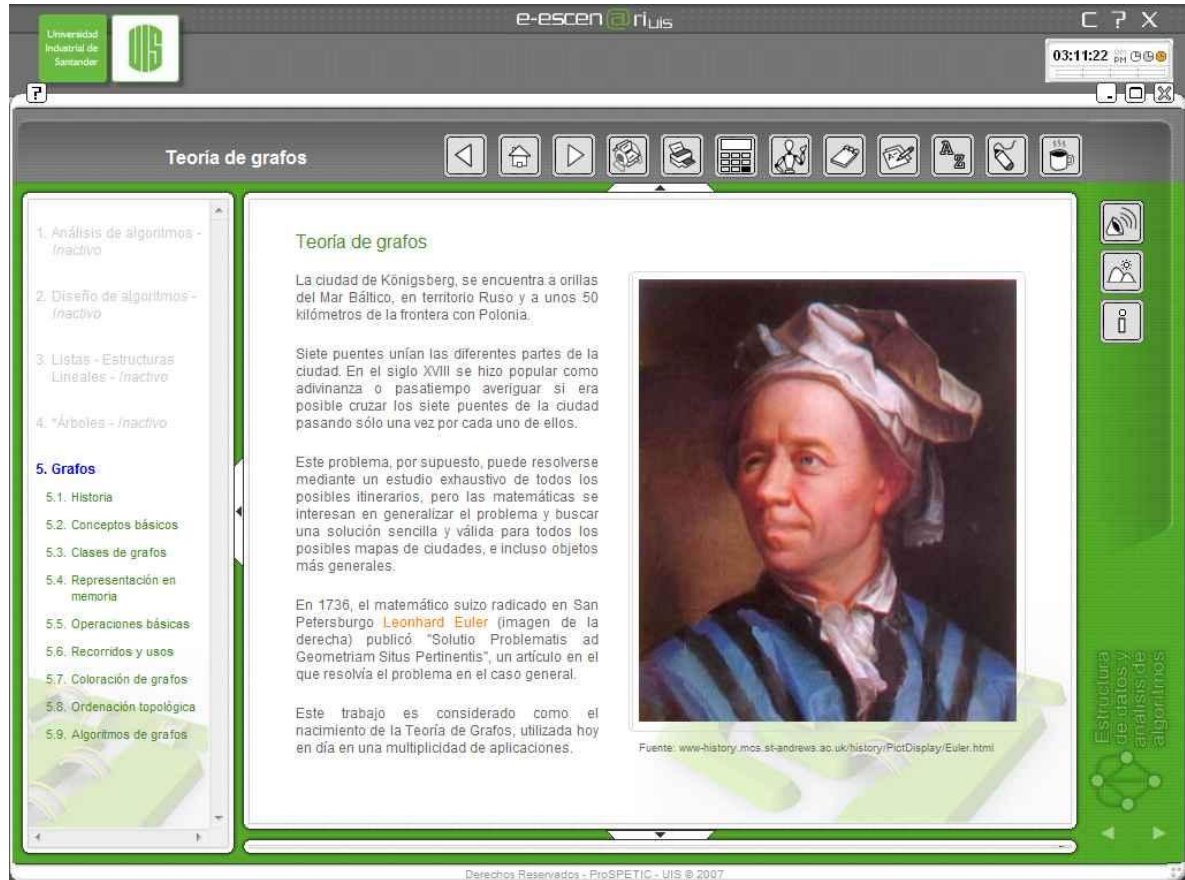 e-escen@riUIS
C ? X
Universidad
Industrial de
Santander
UIS
03:11:22 PM
?
Teoría de grafos
A
Z
1. Análisis de algoritmos -
Inactivo
2. Diseño de algoritmos -
Inactivo
3. Listas - Estructuras
Lineales - Inactivo
4. *Árboles - Inactivo
5. Grafos
5.1. Historia
5.2. Conceptos básicos
5.3. Clases de grafos
5.4. Representación en
memoria
5.5. Operaciones básicas
5.6. Recorridos y usos
5.7. Coloración de grafos
5.8. Ordenación topológica
5.9. Algoritmos de grafos
Teoría de grafos
La ciudad de Königsberg, se encuentra a orillas
del Mar Báltico, en territorio Ruso y a unos 50
kilómetros de la frontera con Polonia.
Siete puentes unían las diferentes partes de la
ciudad. En el siglo XVIII se hizo popular como
adivinanza o pasatiempo averiguar si era
posible cruzar los siete puentes de la ciudad
pasando sólo una vez por cada uno de ellos.
Este problema, por supuesto, puede resolverse
mediante un estudio exhaustivo de todos los
posibles itinerarios, pero las matemáticas se
interesan en generalizar el problema y buscar
una solución sencilla y válida para todos los
posibles mapas de ciudades, e incluso objetos
más generales.
En 1736, el matemático suizo radicado en San
Petersburgo Leonhard Euler (imagen de la
derecha) publicó "Solutio Problematis ad
Geometriam Situs Pertinentis", un artículo en el
que resolvía el problema en el caso general.
Este trabajo es considerado como el
nacimiento de la Teoría de Grafos, utilizada hoy
en día en una multiplicidad de aplicaciones.
Fuente: www-history.mcs.st-andrews.ac.uk/history/PictDisplay/Euler.html
Estructura
de datos y
análisis de
algoritmos
Derechos Reservados - ProSPETIC - UIS © 2007